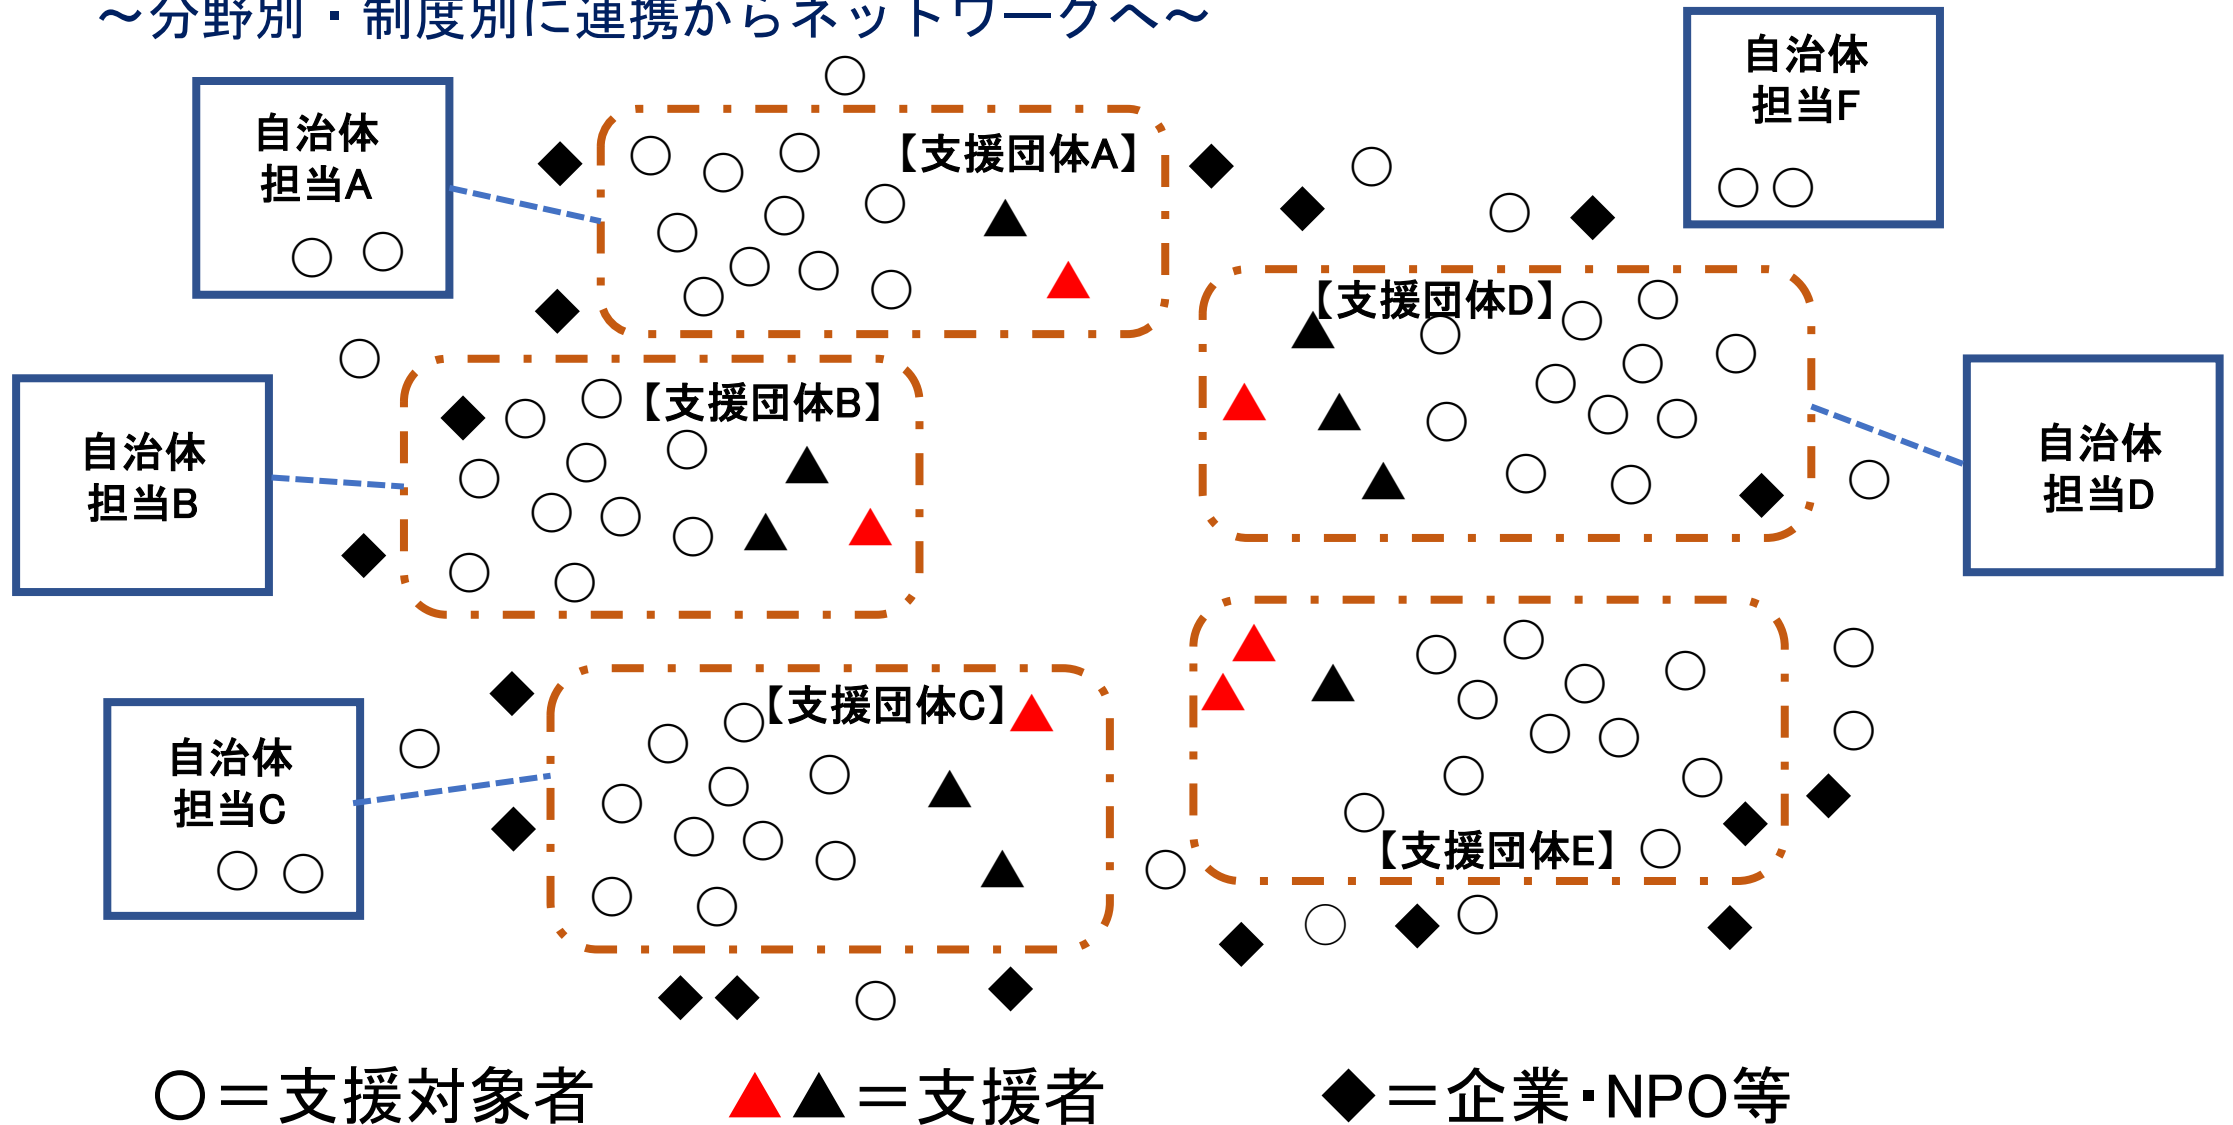 ～分野別・制度別に連携からネットワークへ～
自治体
担当A
【支援団体A】
自治体
担当F
【支援団体D】
【支援団体B】
自治体
担当B
自治体
担当D
【支援団体C】
自治体
担当C
【支援団体E】
○＝支援対象者
▲▲＝支援者
◆＝企業・NPO等